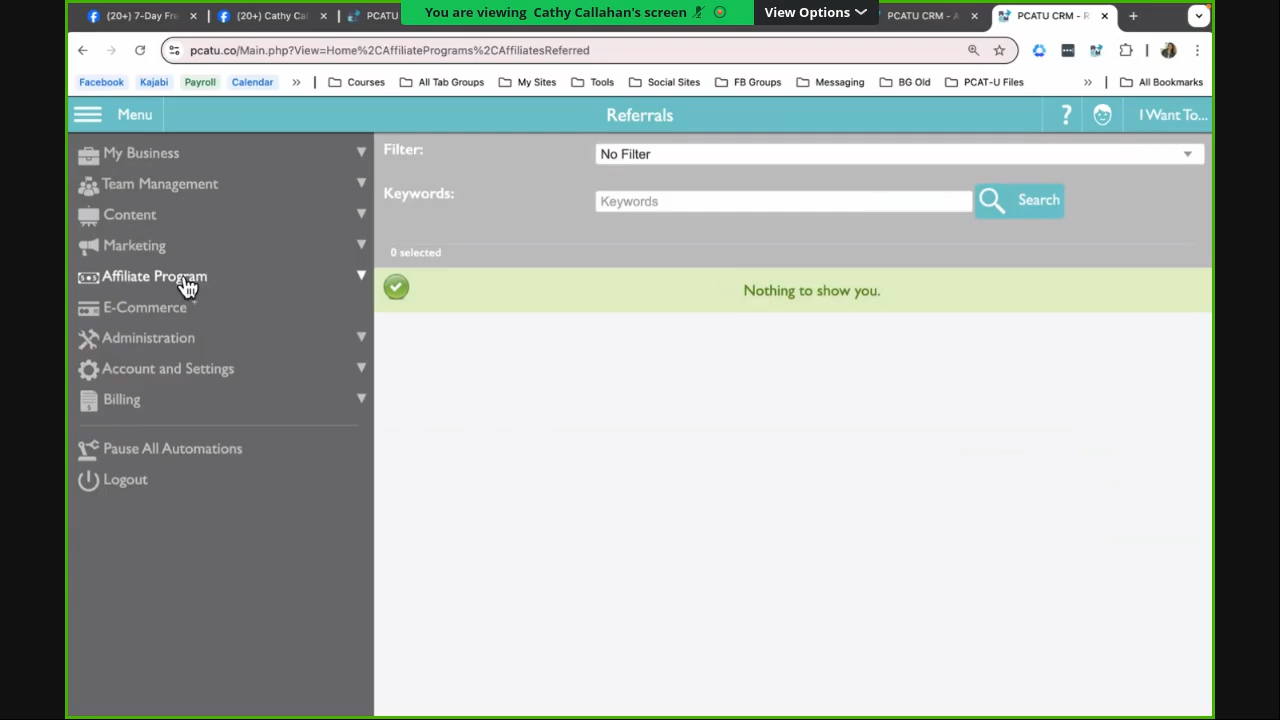 (20+) 7-Day Fre
(20+) Cathy Cal
PCATU
You are viewing Cathy Callahan's screen
View Options
PCATU CRM - A
PCATU CRM - R
pcatu.co/Main.php?View=Home%2CAffiliatePrograms%2CAffiliatesReferred
Facebook
Kajabi
Payroll
Calendar
»
Courses
All Tab Groups
My Sites
Tools
Social Sites
FB Groups
Messaging
BG Old
PCAT-U Files
»
All Bookmarks
Menu
Referrals
?
I Want To...
My Business
Team Management
Content
Marketing
Affiliate Program
E-Commerce
Administration
Account and Settings
Billing
Pause All Automations
Logout
Filter:
No Filter
Keywords:
Keywords
Search
0 selected
Nothing to show you.